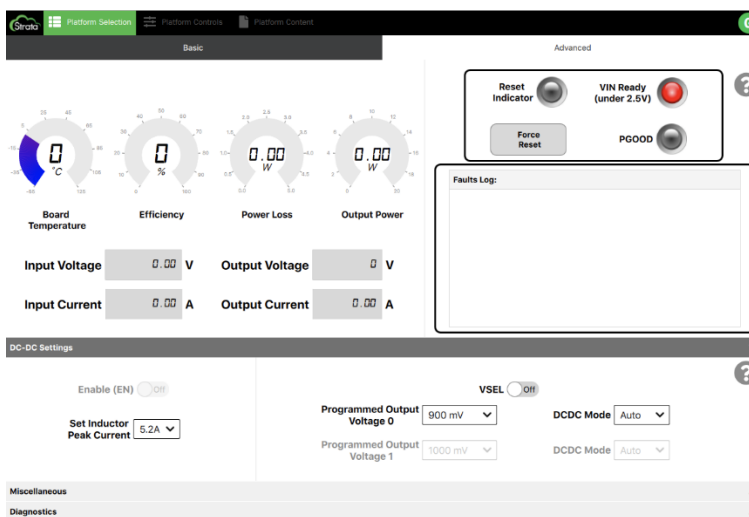 Strata
Platform Selection
Platform Controls
Platform Content
Basic
Advanced
Reset
Indicator
VIN Ready
(under 2.5V)
Force
Reset
PGOOD
?
Faults Log:
0
°C
0
%
0.00
W
0.00
W
Board
Temperature
Efficiency
Power Loss
Output Power
Input Voltage 0.00 V
Output Voltage 0 V
Input Current 0.00 A
Output Current 0.00 A
DC-DC Settings
?
Enable (EN) Off
VSEL Off
Set Inductor
Peak Current 5.2A
Programmed Output
Voltage 0 900 mV
DCDC Mode Auto
Programmed Output
Voltage 1 1000 mV
DCDC Mode Auto
Miscellaneous
Diagnostics